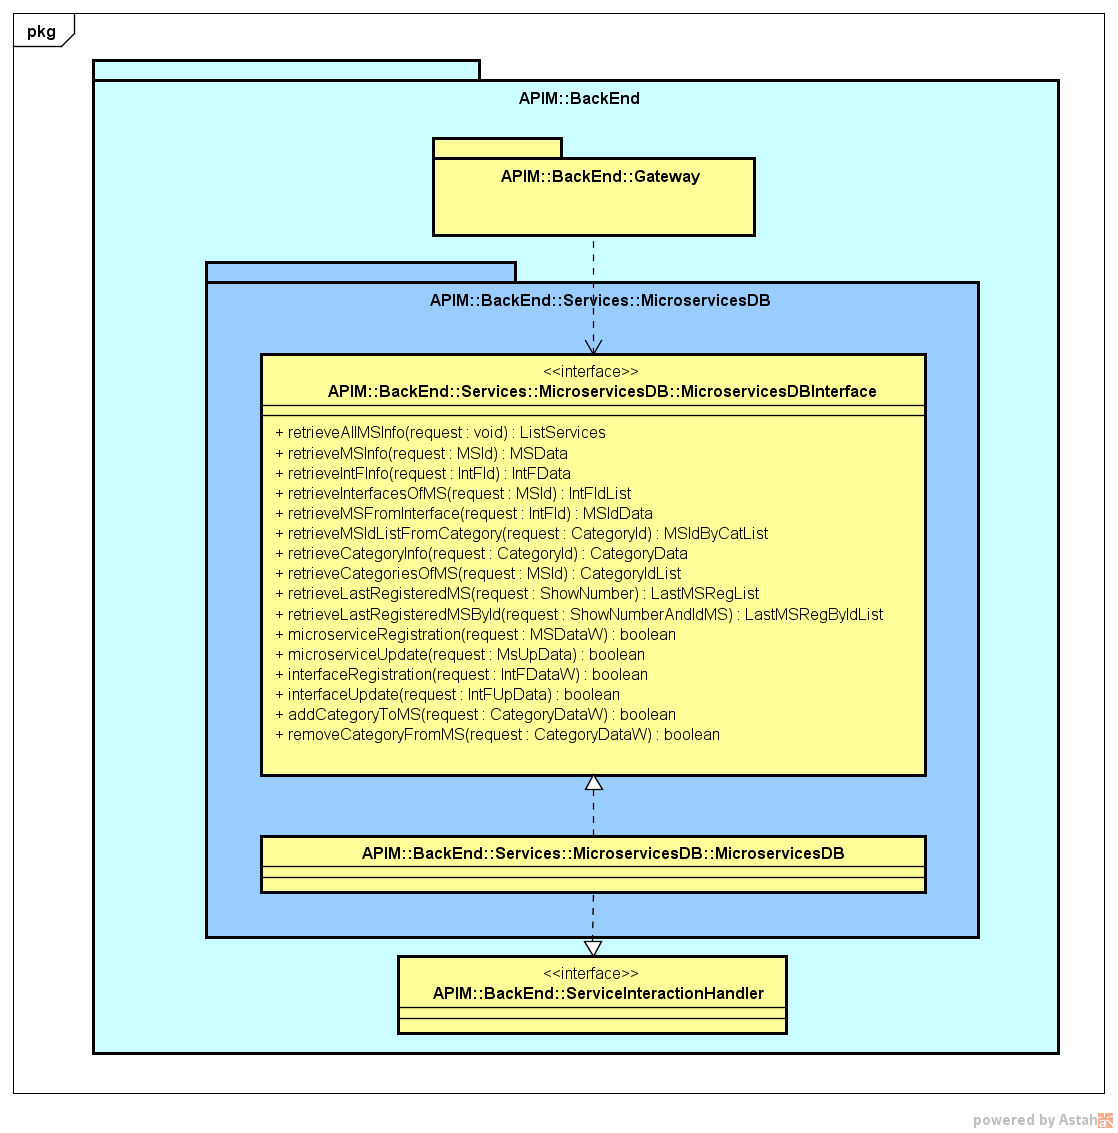 pkg
APIM::BackEnd
APIM::BackEnd::Gateway
APIM::BackEnd::Services::MicroservicesDB
<<interface>>
APIM::BackEnd::Services::MicroservicesDB::MicroservicesDBInterface
+ retrieveAllMSInfo(request : void) : ListServices
+ retrieveMSInfo(request : MSId) : MSData
+ retrieveIntFInfo(request : IntFId) : IntFData
+ retrieveInterfacesOfMS(request : MSId) : IntFIdList
+ retrieveMSFromInterface(request : IntFId) : MSIdData
+ retrieveMSIdListFromCategory(request : CategoryId) : MSIdByCatList
+ retrieveCategoryInfo(request : CategoryId) : CategoryData
+ retrieveCategoriesOfMS(request : MSId) : CategoryIdList
+ retrieveLastRegisteredMS(request : ShowNumber) : LastMSRegList
+ retrieveLastRegisteredMSById(request : ShowNumberAndIdMS) : LastMSRegByIdList
+ microserviceRegistration(request : MSDataW) : boolean
+ microserviceUpdate(request : MsUpData) : boolean
+ interfaceRegistration(request : IntFDataW) : boolean
+ interfaceUpdate(request : IntFUpData) : boolean
+ addCategoryToMS(request : CategoryDataW) : boolean
+ removeCategoryFromMS(request : CategoryDataW) : boolean
APIM::BackEnd::Services::MicroservicesDB::MicroservicesDB
<<interface>>
APIM::BackEnd::ServiceInteractionHandler
powered by Astah